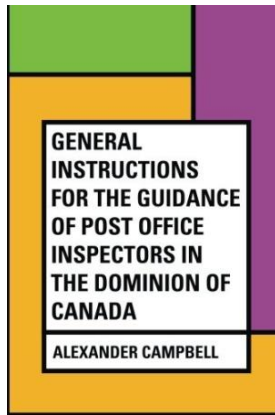 GENERAL
INSTRUCTIONS
FOR THE GUIDANCE
OF POST OFFICE
INSPECTORS IN
THE DOMINION OF
CANADA
ALEXANDER CAMPBELL